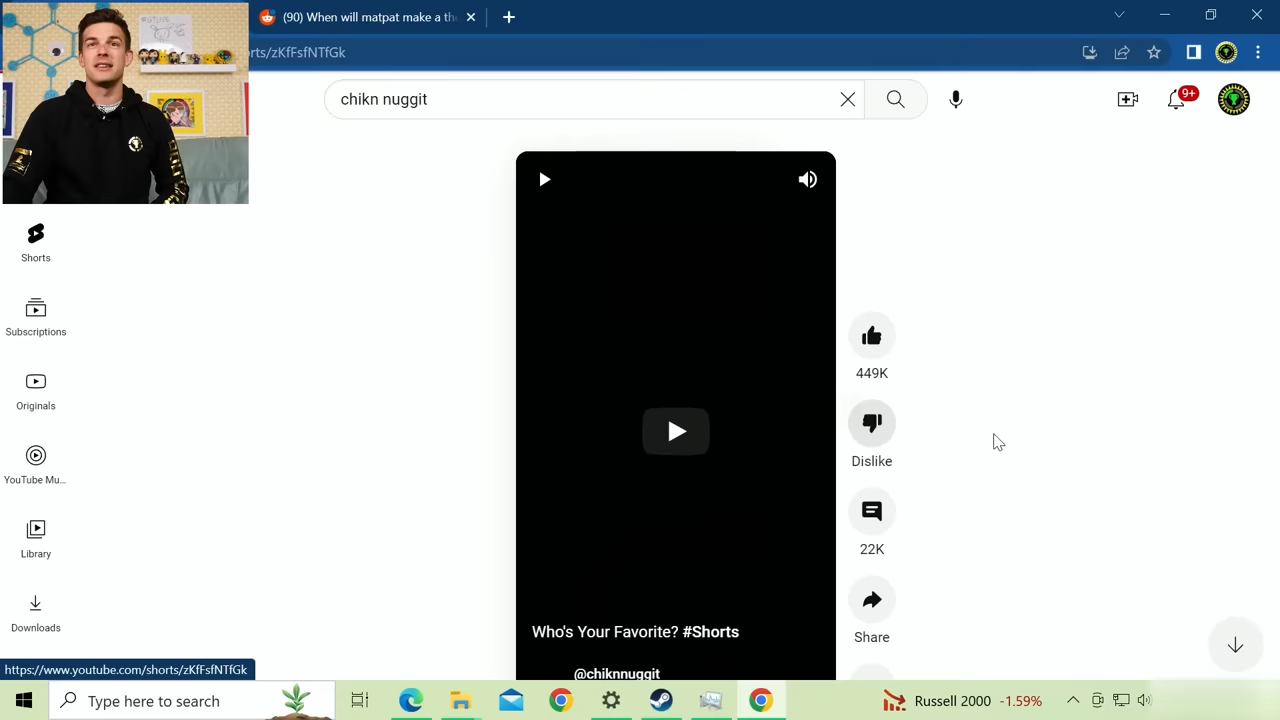 (90) When will matpat make a th
rts/zKfFsfNTfGk
chikn nuggit
9+
Shorts
Subscriptions
Originals
YouTube Mu...
Library
Downloads
449K
Dislike
22K
Share
Who's Your Favorite? #Shorts
@chiknnuggit
https://www.youtube.com/shorts/zKfFsfNTfGk
Type here to search
Russell 2000 -1.59%